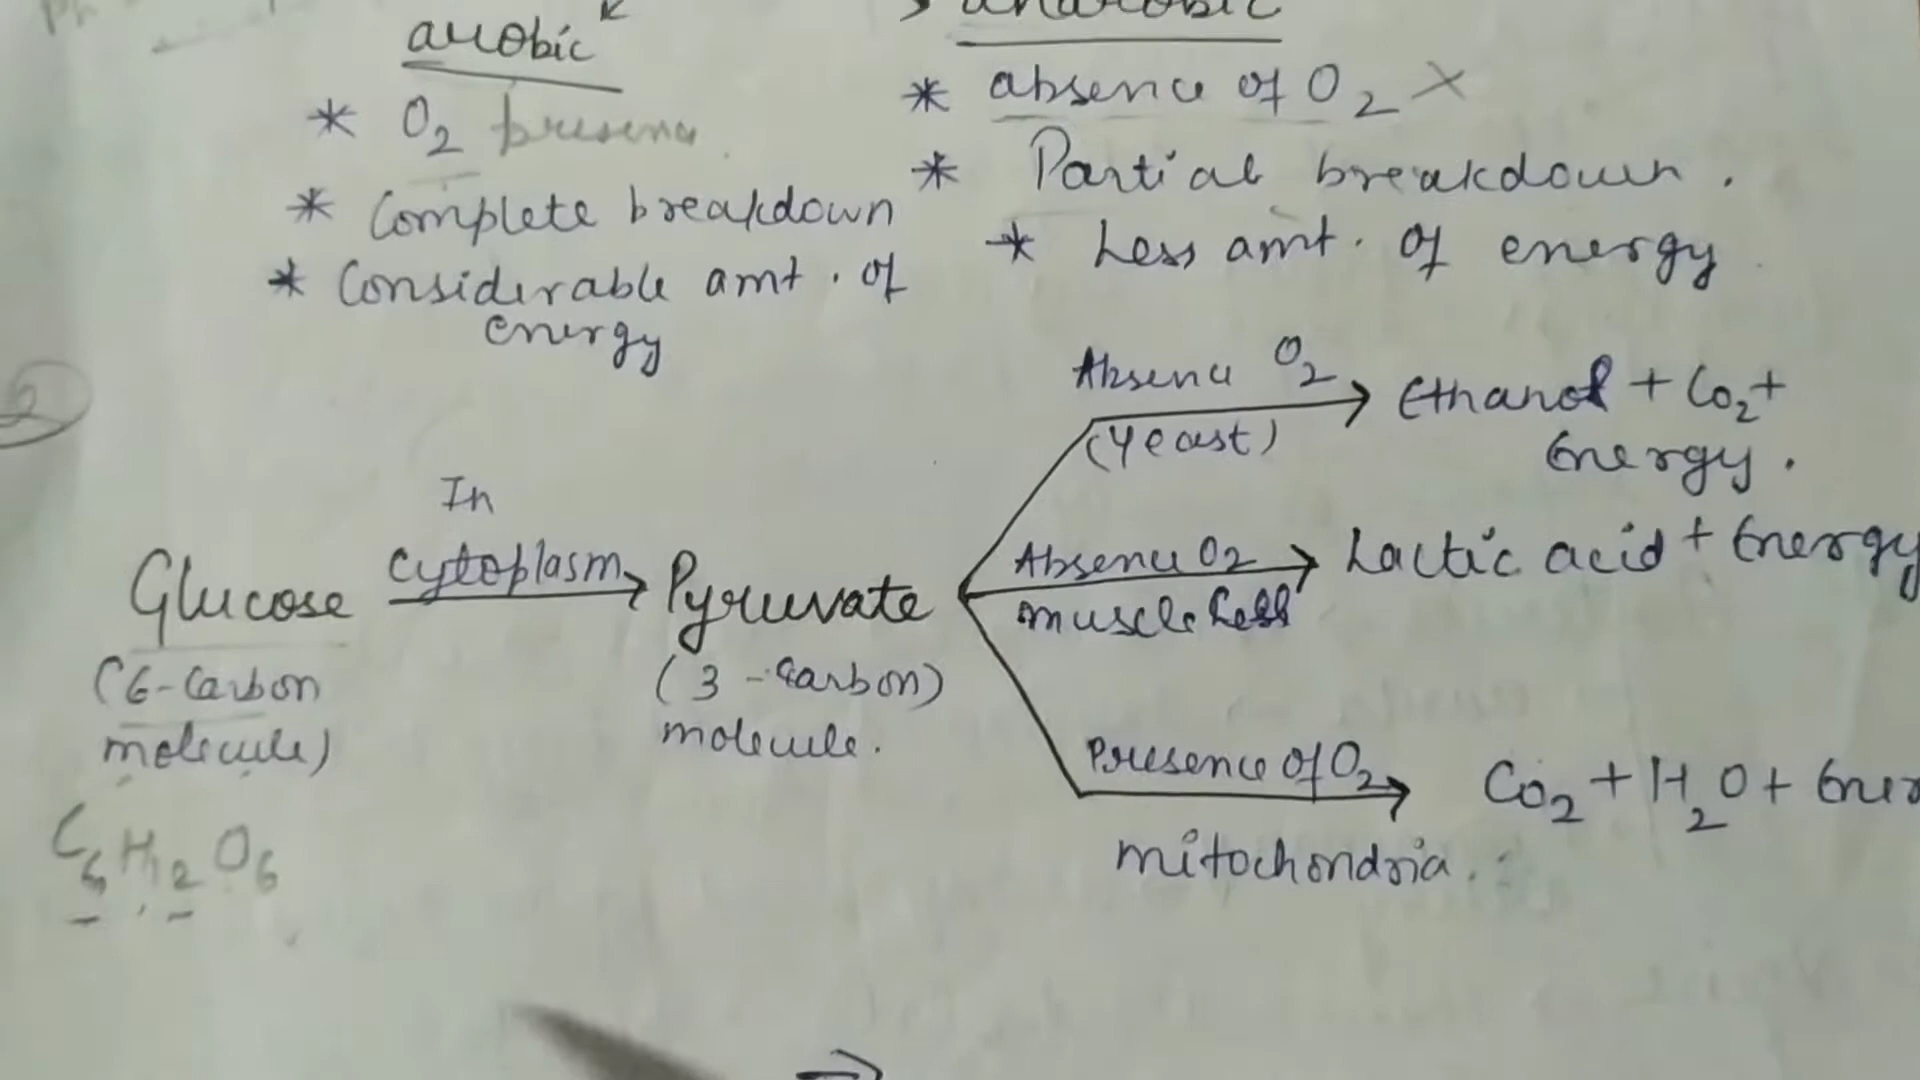 aerobic
anaerobic
* O2 presence
* absence of O2 ×
* Complete breakdown
* Partial breakdown.
* Considerable amt. of
energy
* Less amt. of energy
2
Absence O2
(Yeast)
Ethanol + Co2 +
Energy.
In
Glucose
cytoplasm
Pyruvate
Absence O2
muscle
Lactic acid + Energy
(6-Carbon
molecule)
(3-Carbon)
molecule.
C6H12O6
Presence of O2
mitochondria.
Co2 + H2O + Ener